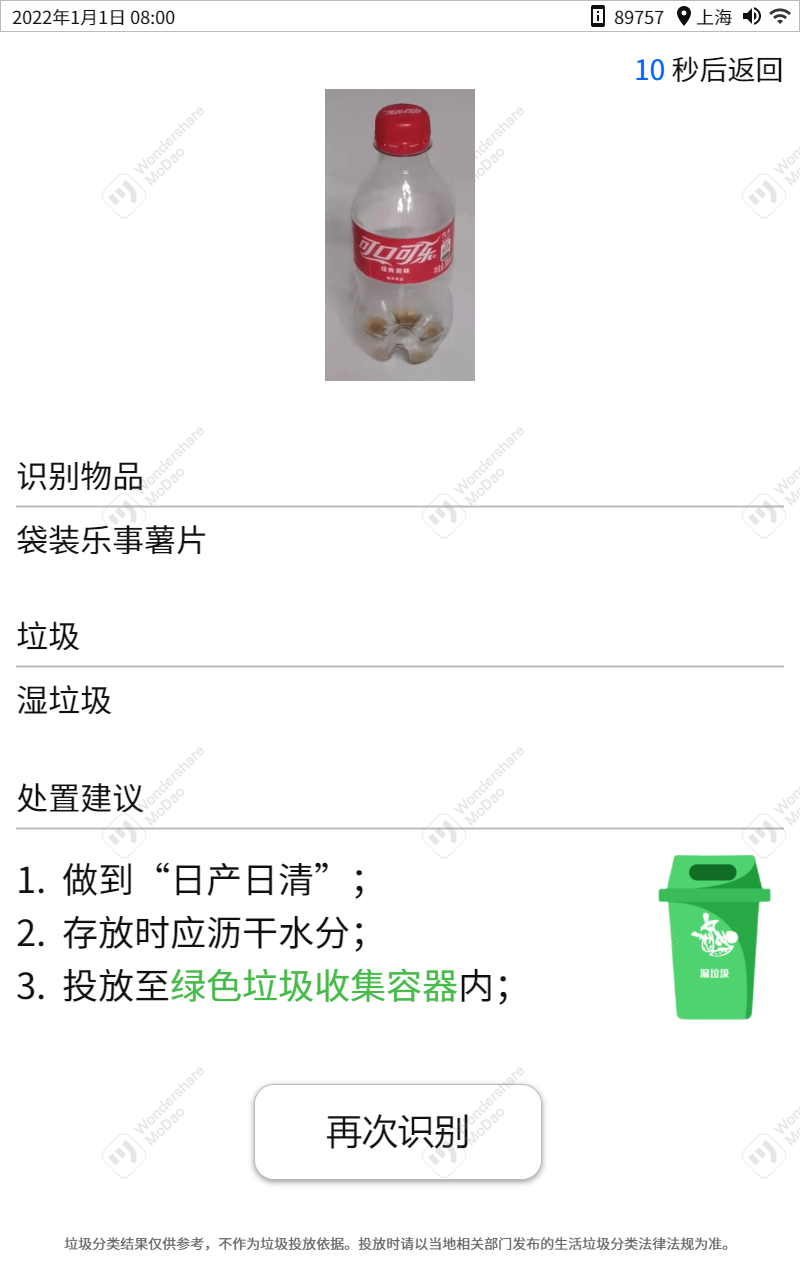 2022年1月1日 08:00 89757 上海
10 秒后返回
可口可乐
识别物品
袋装乐事薯片
垃圾
湿垃圾
处置建议
1. 做到“日产日清”；
2. 存放时应沥干水分；
3. 投放至绿色垃圾收集容器内；
湿垃圾
再次识别
垃圾分类结果仅供参考，不作为垃圾投放依据。投放时请以当地相关部门发布的生活垃圾分类法律法规为准。
Wondershare
MoDao